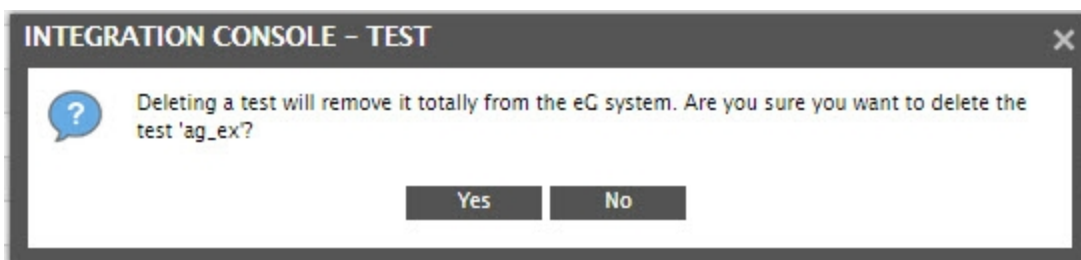 INTEGRATION CONSOLE – TEST
Deleting a test will remove it totally from the eG system. Are you sure you want to delete the
test 'ag_ex'?
Yes No